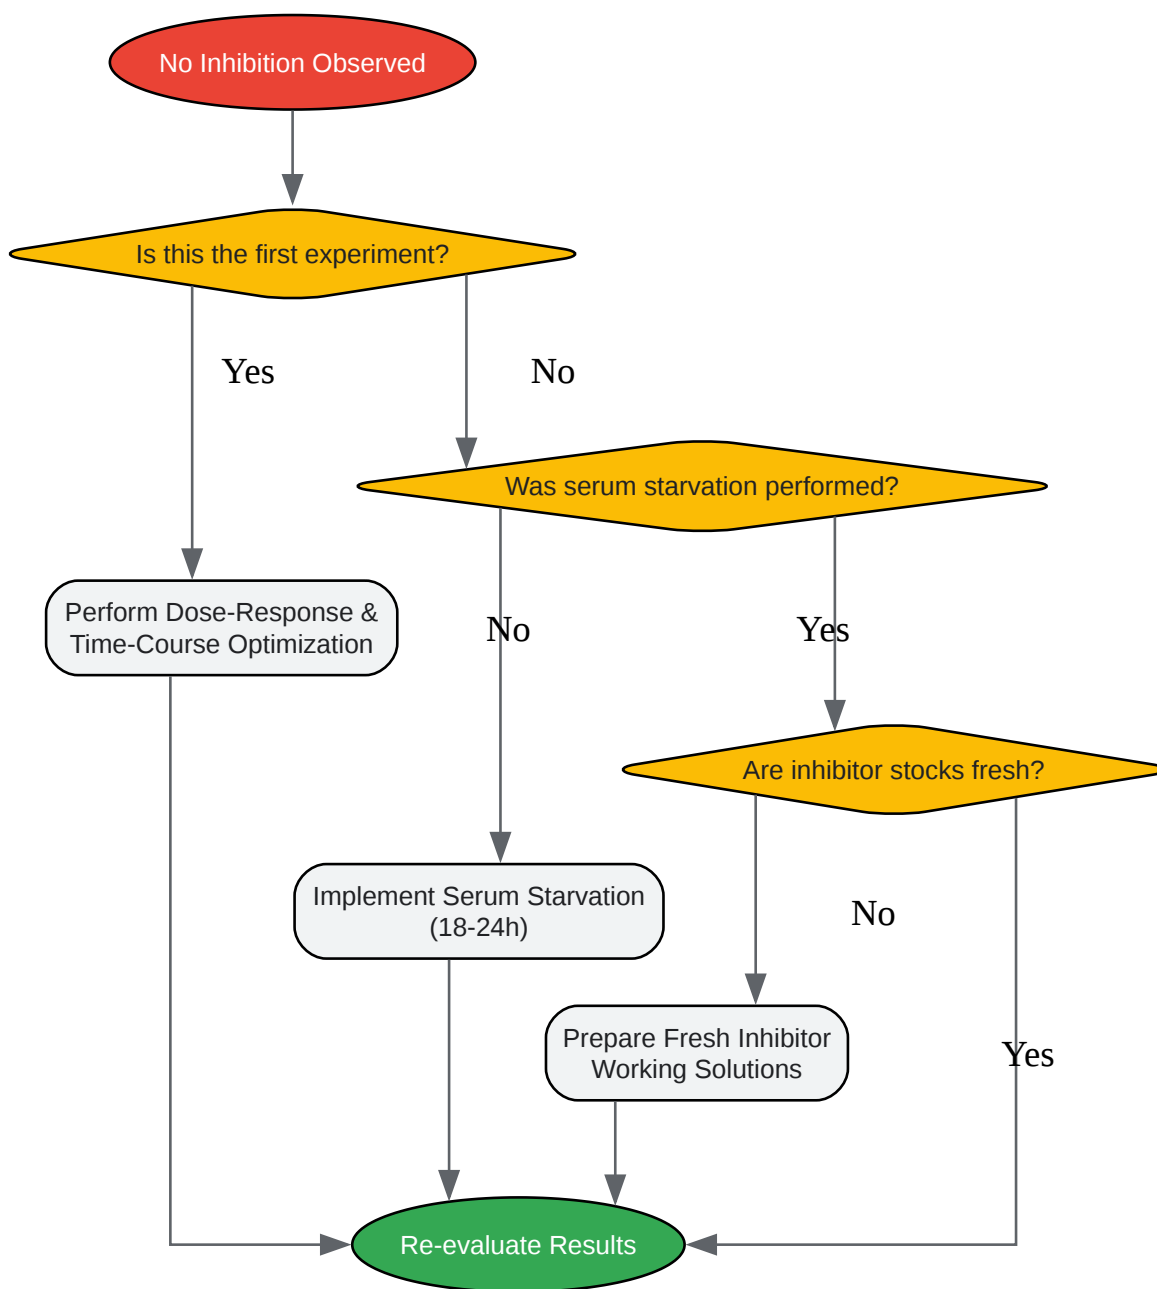 No Inhibition Observed
Is this the first experiment?
Yes
No
Was serum starvation performed?
Perform Dose-Response &
Time-Course Optimization
No
Yes
Are inhibitor stocks fresh?
Implement Serum Starvation
(18-24h)
No
Prepare Fresh Inhibitor
Working Solutions
Yes
Re-evaluate Results